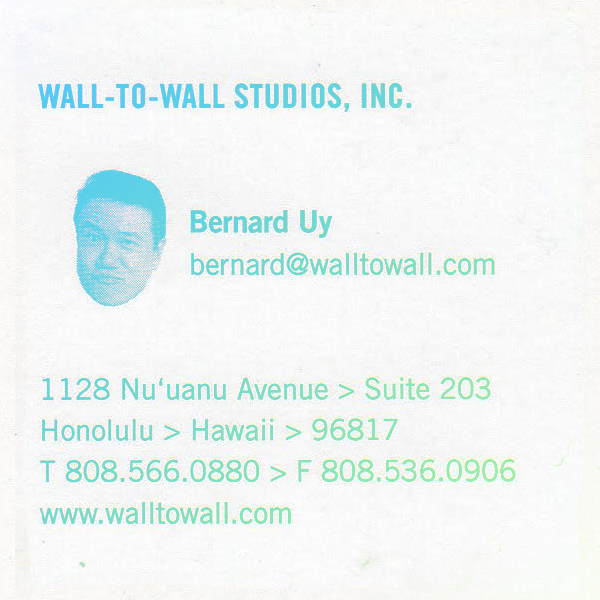 WALL-TO-WALL STUDIOS, INC.
Bernard Uy
bernard@walltowall.com
1128 Nu‘uanu Avenue > Suite 203
Honolulu > Hawaii > 96817
T 808.566.0880 > F 808.536.0906
www.walltowall.com